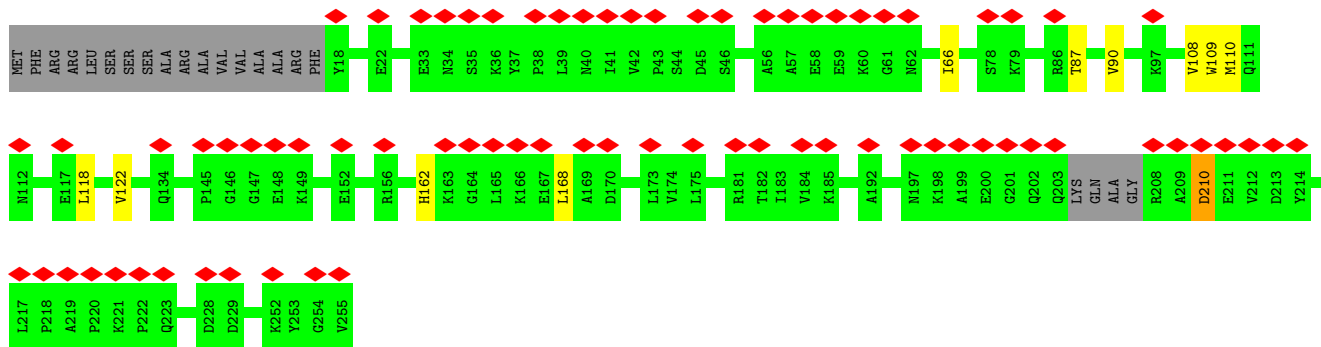 MET PHE ARG ARG LEU SER SER SER ALA ARG ALA VAL VAL ALA ALA ARG PHE Y18 E22 E33 N34 S35 K36 Y37 P38 L39 N40 I41 V42 P43 S44 D45 S46 A56 A57 E58 E59 K60 G61 N62 I66 S78 K79 R86 T87 V90 K97 V108 W109 M110 Q111
N112 E117 L118 V122 Q134 P145 G146 G147 E148 K149 E152 R156 H162 K163 G164 L165 K166 E167 L168 A169 D170 L173 V174 L175 R181 T182 I183 V184 K185 A192 N197 K198 A199 E200 G201 Q202 Q203 LYS GLN ALA GLY R208 A209 D210 E211 V212 D213 Y214
L217 P218 A219 P220 K221 P222 Q223 D228 D229 K252 Y253 G254 V255